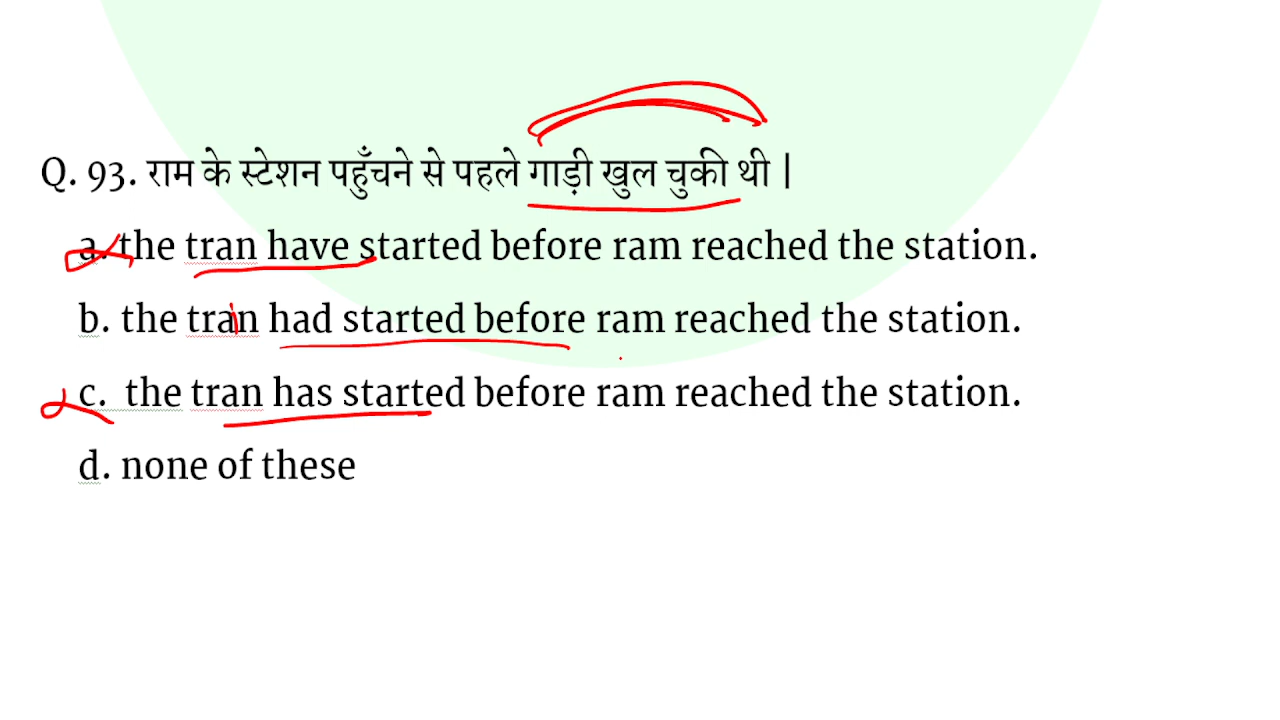 Q. 93. राम के स्टेशन पहुँचने से पहले गाड़ी खुल चुकी थी |
a. the tran have started before ram reached the station.
b. the tran had started before ram reached the station.
c. the tran has started before ram reached the station.
d. none of these